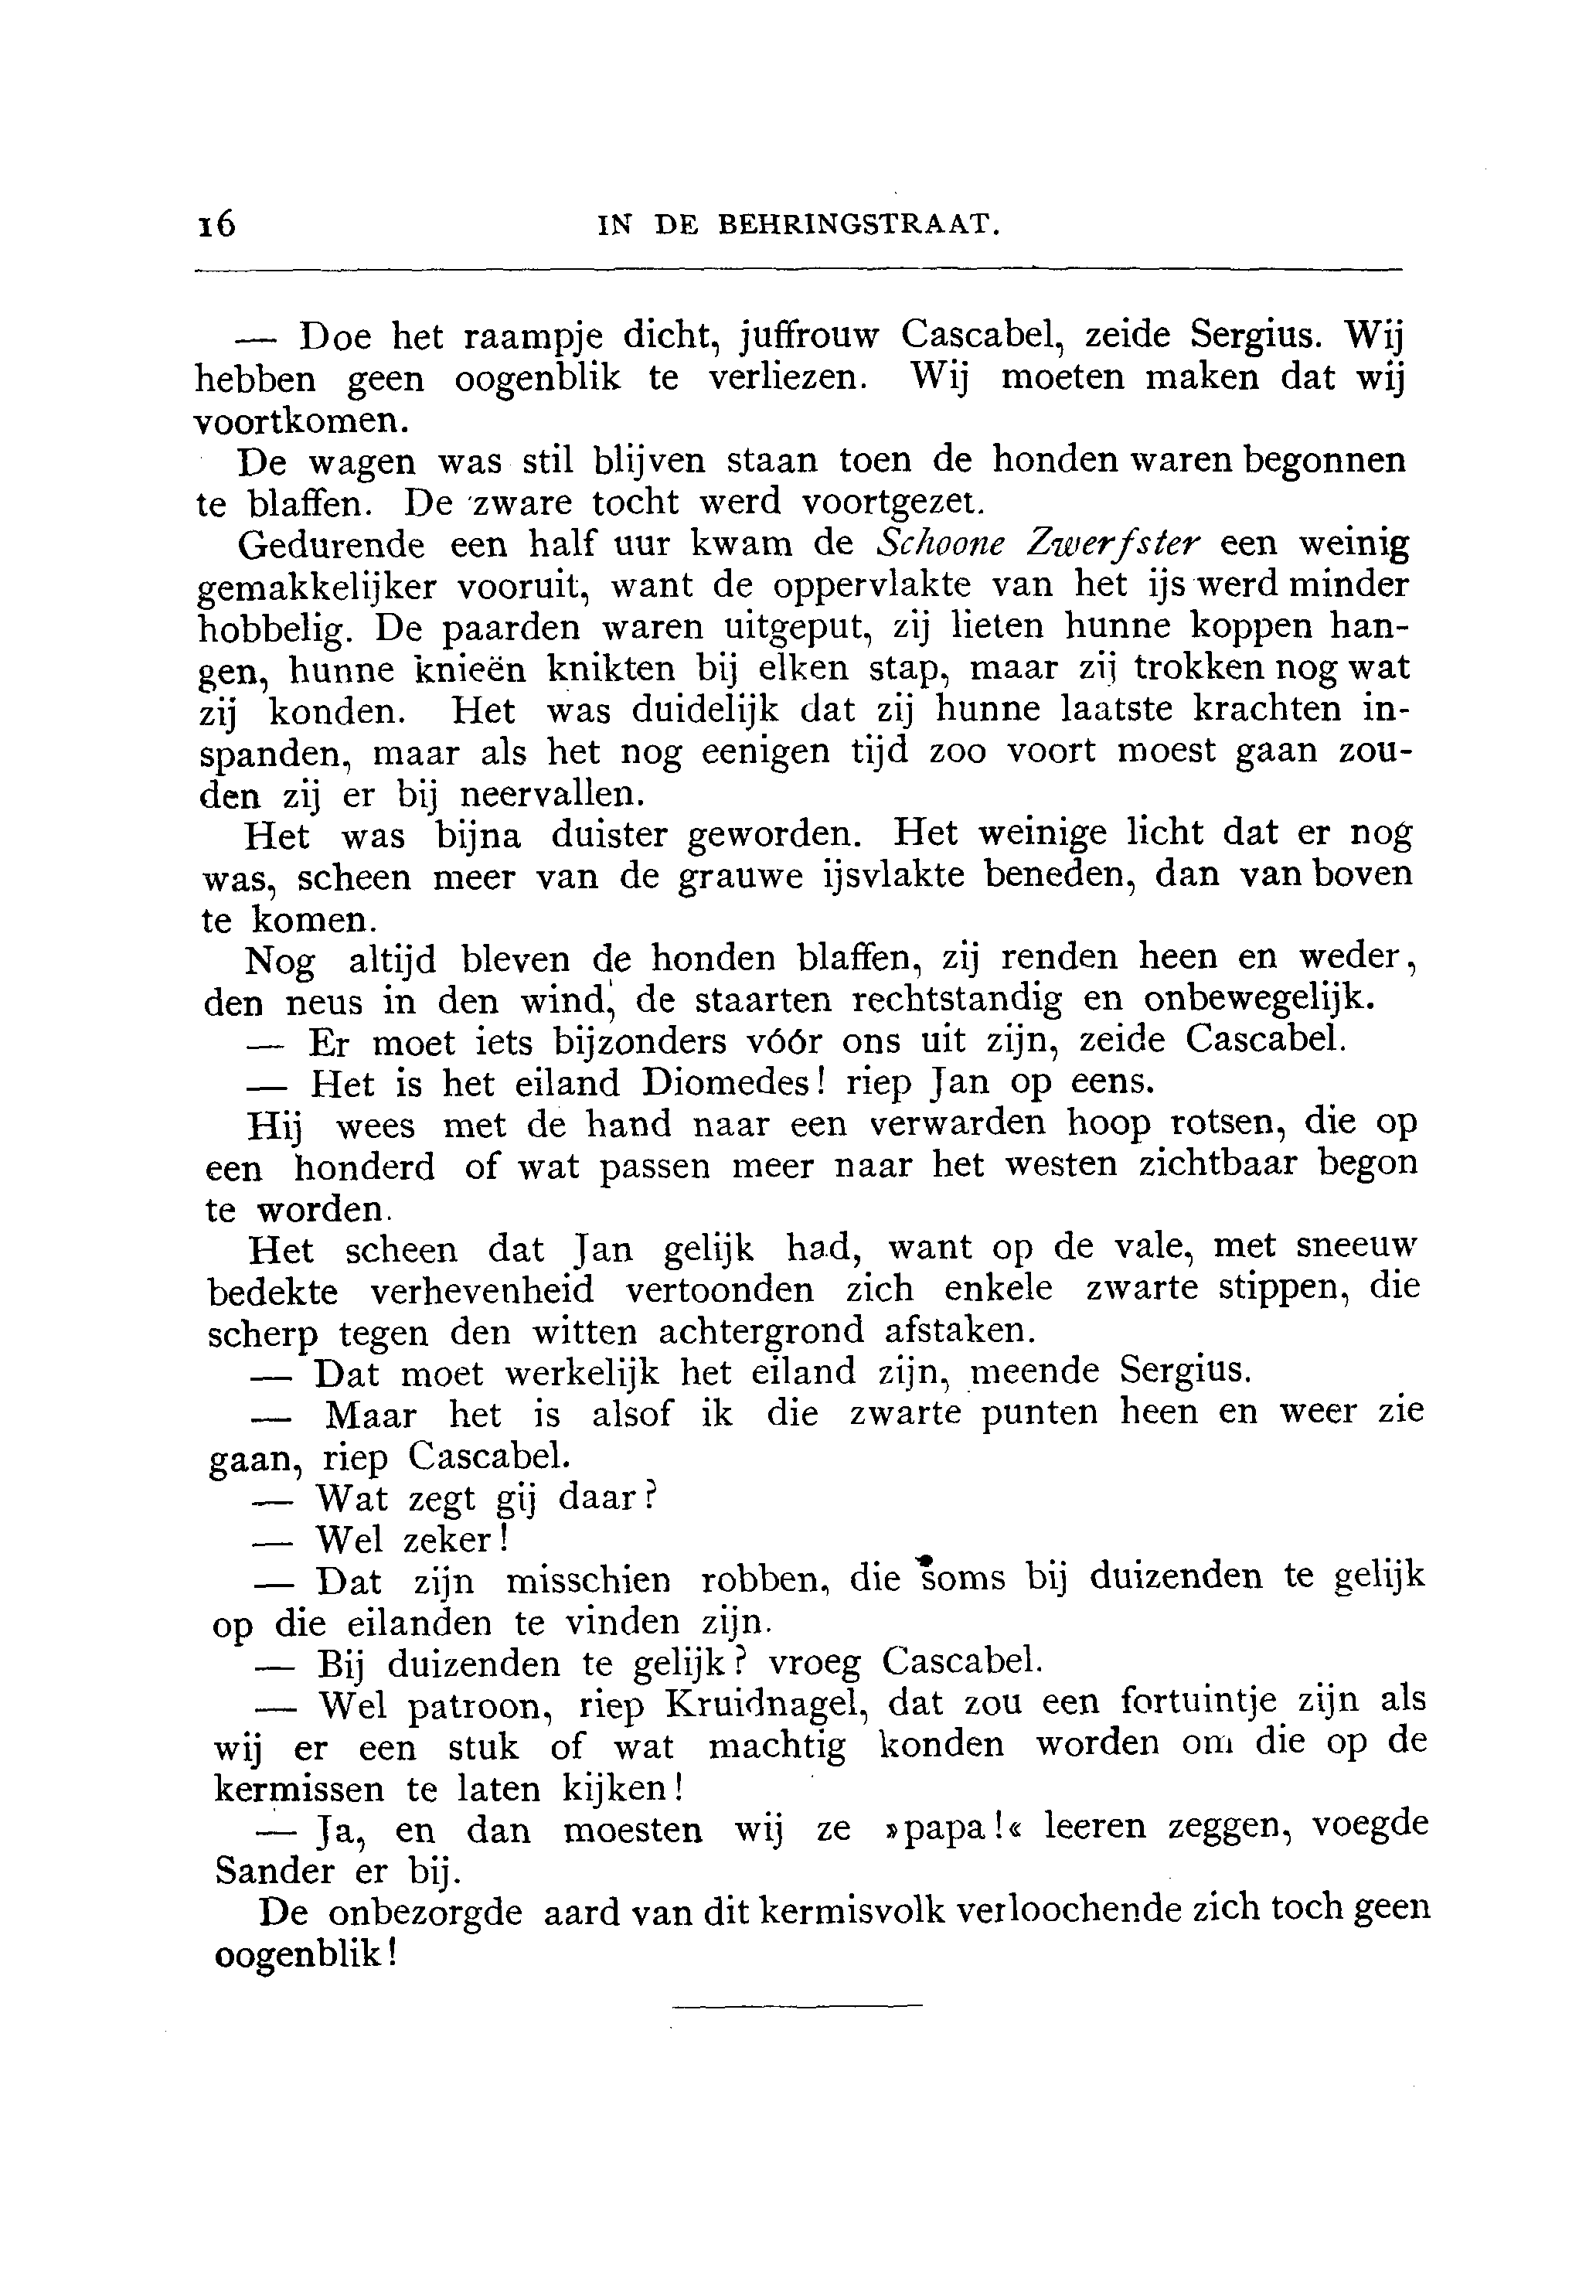 16 IN DE BEHRINGSTRAAT.
— Doe het raampje dicht, juffrouw Cascabel, zeide Sergius. Wij
hebben geen oogenblik te verliezen. Wij moeten maken dat wij
voortkomen.
De wagen was stil blijven staan toen de honden waren begonnen
te blaffen. De zware tocht werd voortgezet.
Gedurende een half uur kwam de Schoone Zwerfster een weinig
gemakkelijker vooruit, want de oppervlakte van het ijs werd minder
hobbelig. De paarden waren uitgeput, zij lieten hunne koppen han-
gen, hunne knieën knikten bij elken stap, maar zij trokken nog wat
zij konden. Het was duidelijk dat zij hunne laatste krachten in-
spanden, maar als het nog eenigen tijd zoo voort moest gaan zou-
den zij er bij neervallen.
Het was bijna duister geworden. Het weinige licht dat er nog
was, scheen meer van de grauwe ijsvlakte beneden, dan van boven
te komen.
Nog altijd bleven de honden blaffen, zij renden heen en weder,
den neus in den wind, de staarten rechtstandig en onbewegelijk.
— Er moet iets bijzonders vóór ons uit zijn, zeide Cascabel.
— Het is het eiland Diomedes! riep Jan op eens.
Hij wees met de hand naar een verwarden hoop rotsen, die op
een honderd of wat passen meer naar het westen zichtbaar begon
te worden.
Het scheen dat Jan gelijk had, want op de vale, met sneeuw
bedekte verhevenheid vertoonden zich enkele zwarte stippen, die
scherp tegen den witten achtergrond afstaken.
— Dat moet werkelijk het eiland zijn, meende Sergius.
— Maar het is alsof ik die zwarte punten heen en weer zie
gaan, riep Cascabel.
— Wat zegt gij daar?
— Wel zeker!
— Dat zijn misschien robben, die soms bij duizenden te gelijk
op die eilanden te vinden zijn.
— Bij duizenden te gelijk? vroeg Cascabel.
— Wel patroon, riep Kruidnagel, dat zou een fortuintje zijn als
wij er een stuk of wat machtig konden worden om die op de
kermissen te laten kijken!
— Ja, en dan moesten wij ze »papa!« leeren zeggen, voegde
Sander er bij.
De onbezorgde aard van dit kermisvolk verloochende zich toch geen
oogenblik!